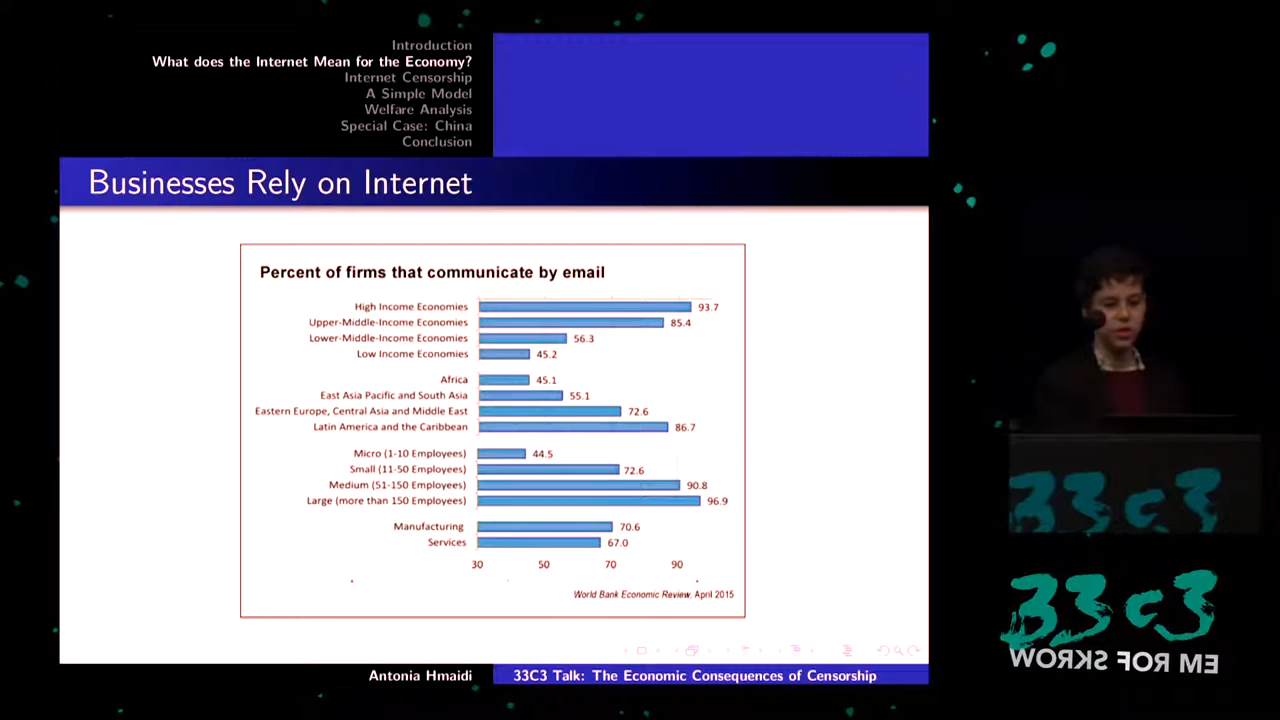 Introduction
What does the Internet Mean for the Economy?
Internet Censorship
A Simple Model
Welfare Analysis
Special Case: China
Conclusion
Businesses Rely on Internet
Percent of firms that communicate by email
High Income Economies 93.7
Upper-Middle-Income Economies 85.4
Lower-Middle-Income Economies 56.3
Low Income Economies 45.2
Africa 45.1
East Asia Pacific and South Asia 55.1
Eastern Europe, Central Asia and Middle East 72.6
Latin America and the Caribbean 86.7
Micro (1-10 Employees) 44.5
Small (11-50 Employees) 72.6
Medium (51-150 Employees) 90.8
Large (more than 150 Employees) 96.9
Manufacturing 70.6
Services 67.0
30 50 70 90
World Bank Economic Review, April 2015
Antonia Hmaidi
33C3 Talk: The Economic Consequences of Censorship
33c3
33c3
WORKS FOR ME